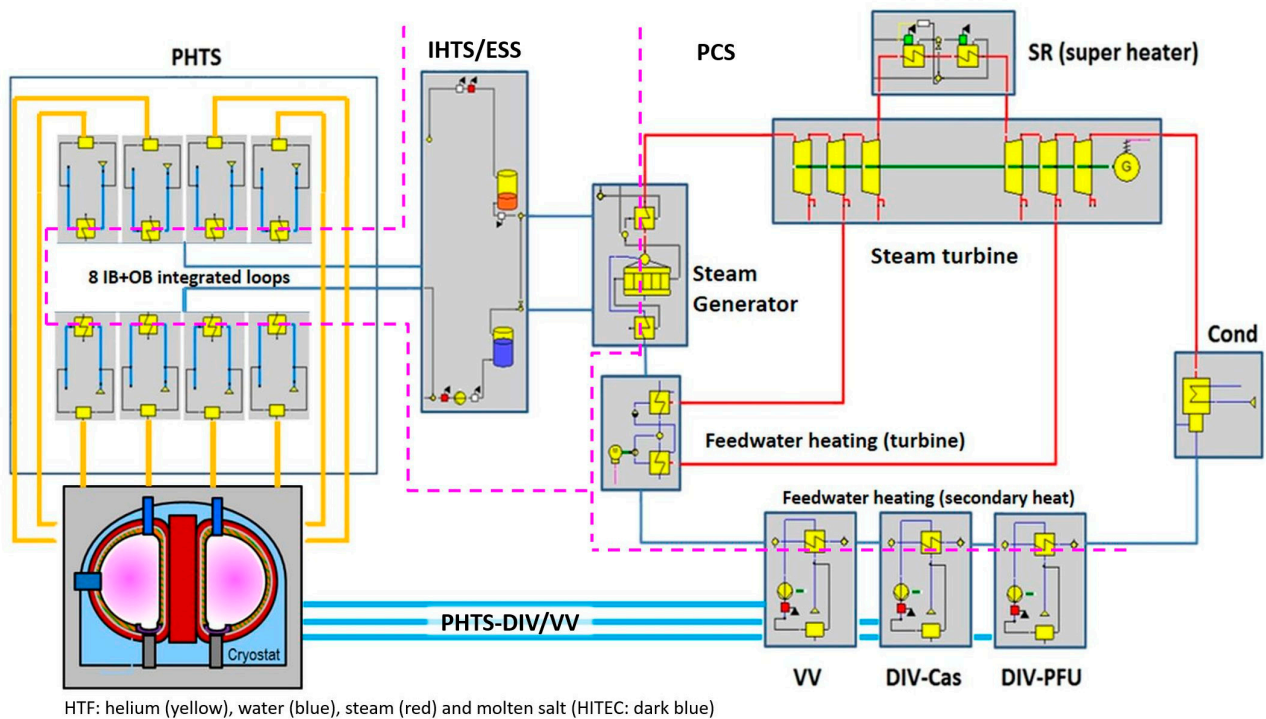 PHTS
IHTS/ESS
PCS
SR (super heater)
G
8 IB+OB integrated loops
Steam turbine
Steam
Generator
Cond
Feedwater heating (turbine)
Feedwater heating (secondary heat)
PHTS-DIV/VV
Cryostat
VV
DIV-Cas
DIV-PFU
HTF: helium (yellow), water (blue), steam (red) and molten salt (HITEC: dark blue)